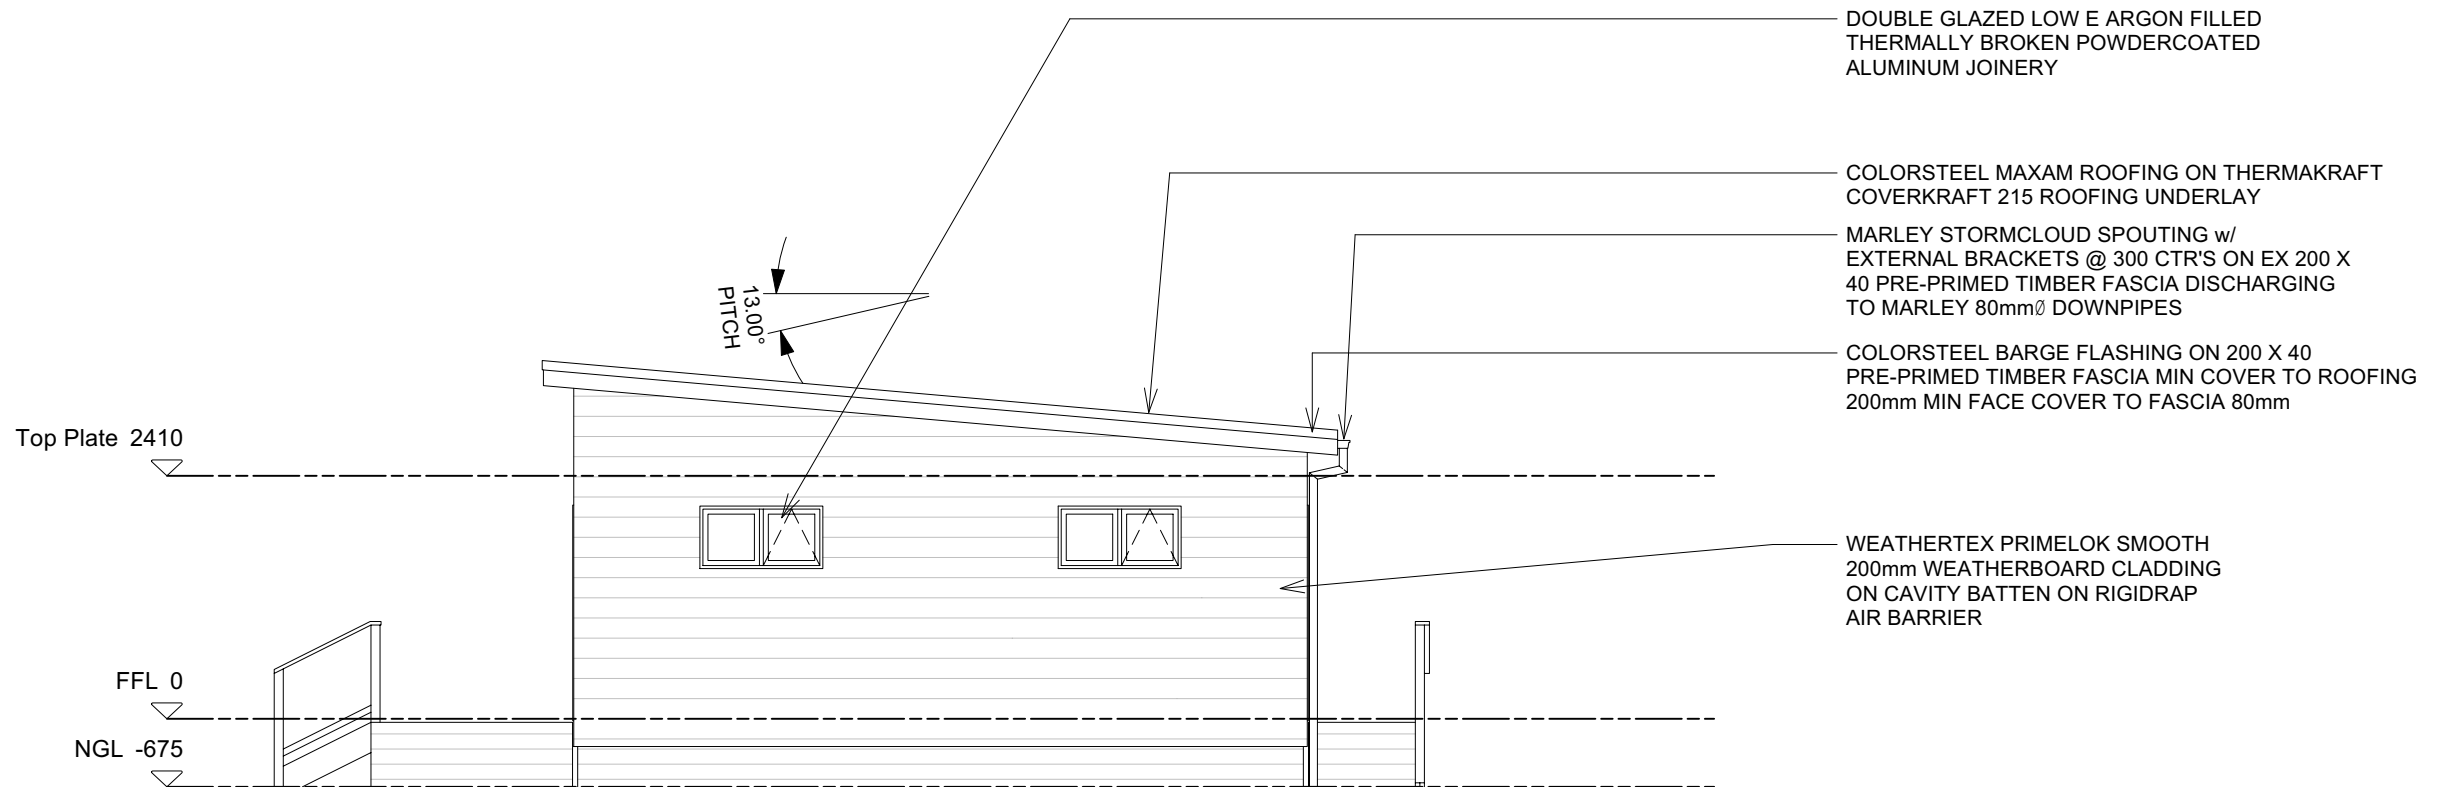 DOUBLE GLAZED LOW E ARGON FILLED
THERMALLY BROKEN POWDERCOATED
ALUMINUM JOINERY
COLORSTEEL MAXAM ROOFING ON THERMAKRAFT
COVERKRAFT 215 ROOFING UNDERLAY
MARLEY STORMCLOUD SPOUTING w/
EXTERNAL BRACKETS @ 300 CTR'S ON EX 200 X
40 PRE-PRIMED TIMBER FASCIA DISCHARGING
TO MARLEY 80mmØ DOWNPIPES
13.00°
PITCH
COLORSTEEL BARGE FLASHING ON 200 X 40
PRE-PRIMED TIMBER FASCIA MIN COVER TO ROOFING
200mm MIN FACE COVER TO FASCIA 80mm
Top Plate 2410
WEATHERTEX PRIMELOK SMOOTH
200mm WEATHERBOARD CLADDING
ON CAVITY BATTEN ON RIGIDRAP
AIR BARRIER
FFL 0
NGL -675